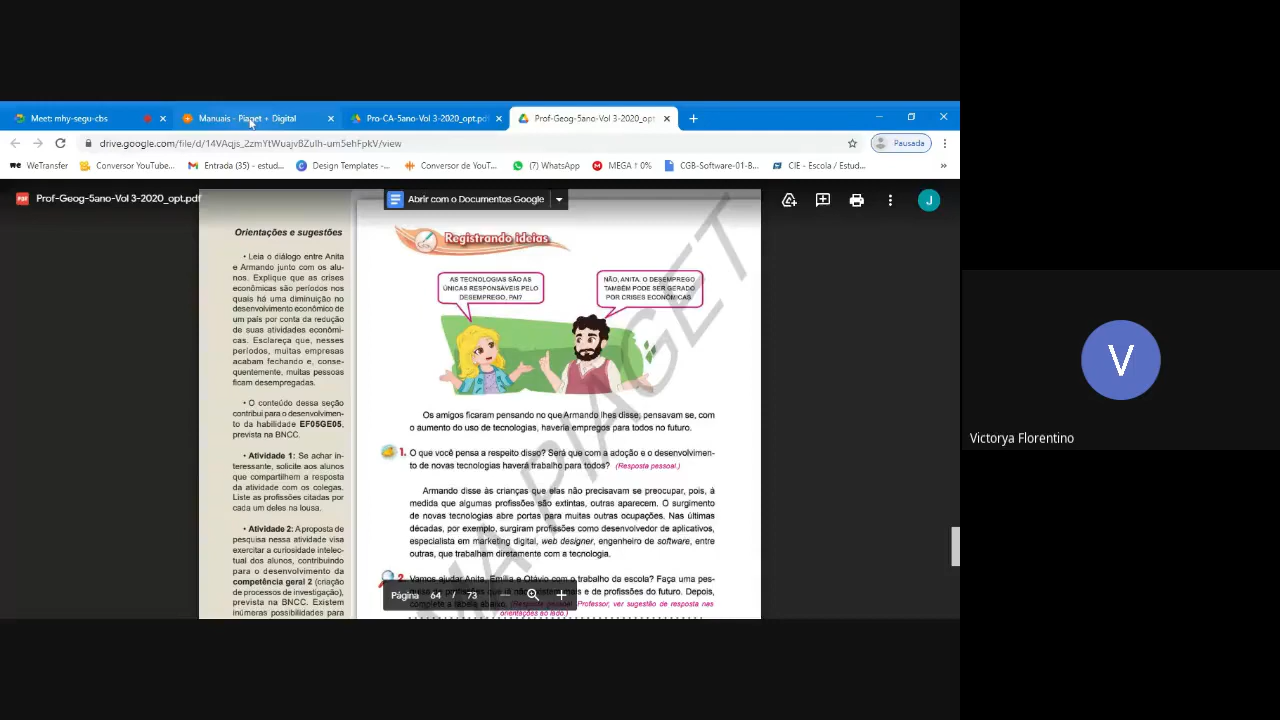 Meet: mhy-segu-cbs
Manuais - Piaget + Digital
Pro-CA-5ano-Vol 3-2020_opt.pd
Prof-Geog-5ano-Vol 3-2020_opt
drive.google.com/file/d/14VAqjs_2zmYtWuajv8Zulh-um5ehFpkV/view
Pausada
WeTransfer
Conversor YouTube...
Entrada (35) - estud...
Design Templates -...
Conversor de YouT...
(7) WhatsApp
MEGA ↑ 0%
CGB-Software-01-B...
CIE - Escola / Estud...
»
Prof-Geog-5ano-Vol 3-2020_opt.pdf
Abrir com o Documentos Google
J
Orientações e sugestões
• Leia o diálogo entre Anita
e Armando junto com os alu-
nos. Explique que as crises
econômicas são períodos nos
quais há uma diminuição no
desenvolvimento econômico de
um país por conta da redução
de suas atividades econômi-
cas. Esclareça que, nesses
períodos, muitas empresas
acabam fechando e, conse-
quentemente, muitas pessoas
ficam desempregadas.
• O conteúdo dessa seção
contribui para o desenvolvimen-
to da habilidade EF05GE05,
prevista na BNCC.
• Atividade 1: Se achar in-
teressante, solicite aos alunos
que compartilhem a resposta
da atividade com os colegas.
Liste as profissões citadas por
cada um deles na lousa.
• Atividade 2: A proposta de
pesquisa nessa atividade visa
exercitar a curiosidade intelec-
tual dos alunos, contribuindo
para o desenvolvimento da
competência geral 2 (criação
de processos de investigação),
prevista na BNCC. Existem
inúmeras possibilidades para
Registrando ideias
AS TECNOLOGIAS SÃO AS
ÚNICAS RESPONSÁVEIS PELO
DESEMPREGO, PAI?
NÃO, ANITA. O DESEMPREGO
TAMBÉM PODE SER GERADO
POR CRISES ECONÔMICAS.
Os amigos ficaram pensando no que Armando lhes disse, pensavam se, com
o aumento do uso de tecnologias, haveria empregos para todos no futuro.
1. O que você pensa a respeito disso? Será que com a adoção e o desenvolvimen-
to de novas tecnologias haverá trabalho para todos? (Resposta pessoal.)
Armando disse às crianças que elas não precisavam se preocupar, pois, à
medida que algumas profissões são extintas, outras aparecem. O surgimento
de novas tecnologias abre portas para muitas outras ocupações. Nas últimas
décadas, por exemplo, surgiram profissões como desenvolvedor de aplicativos,
especialista em marketing digital, web designer, engenheiro de software, entre
outras, que trabalham diretamente com a tecnologia.
2. Vamos ajudar Anita, Emília e Otávio com o trabalho da escola? Faça uma pes-
mais e de profissões do futuro. Depois,
Professor, ver sugestão de resposta nas
orientações ao lado.)
Página 64 / 73
MA PIAGET
V
Victorya Florentino